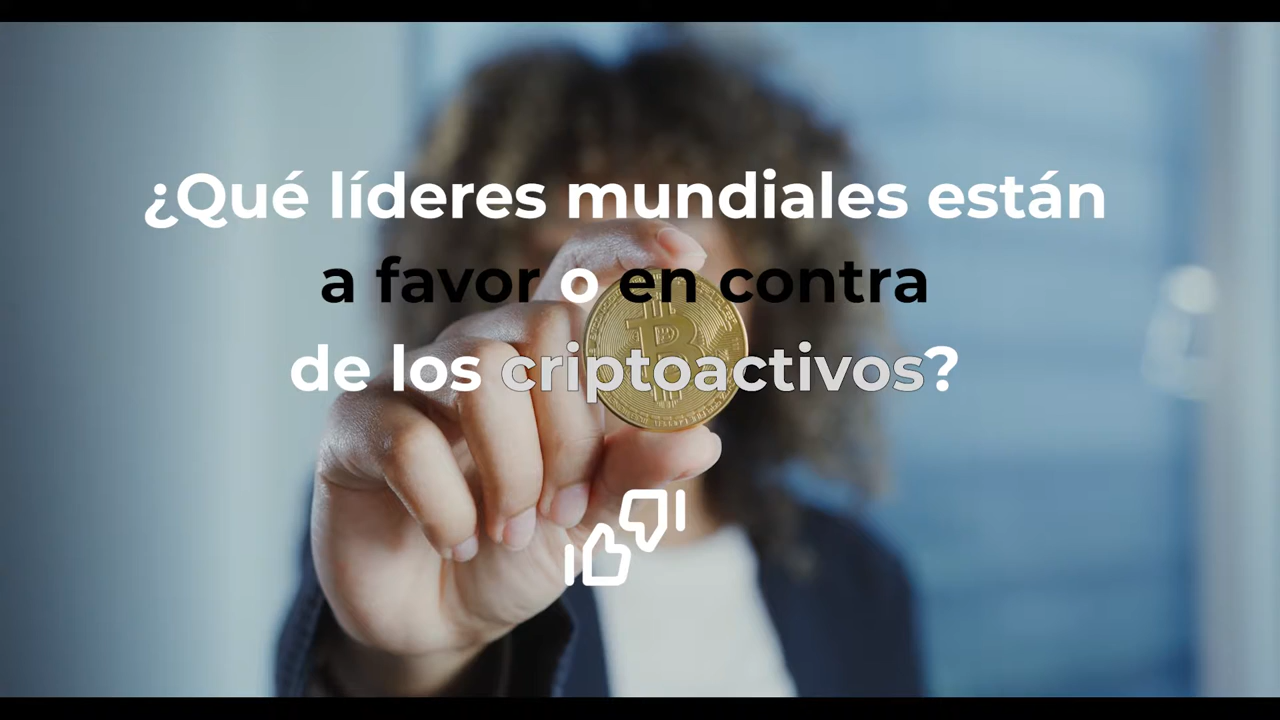 ¿Qué líderes mundiales están
a favor o en contra
de los criptoactivos?